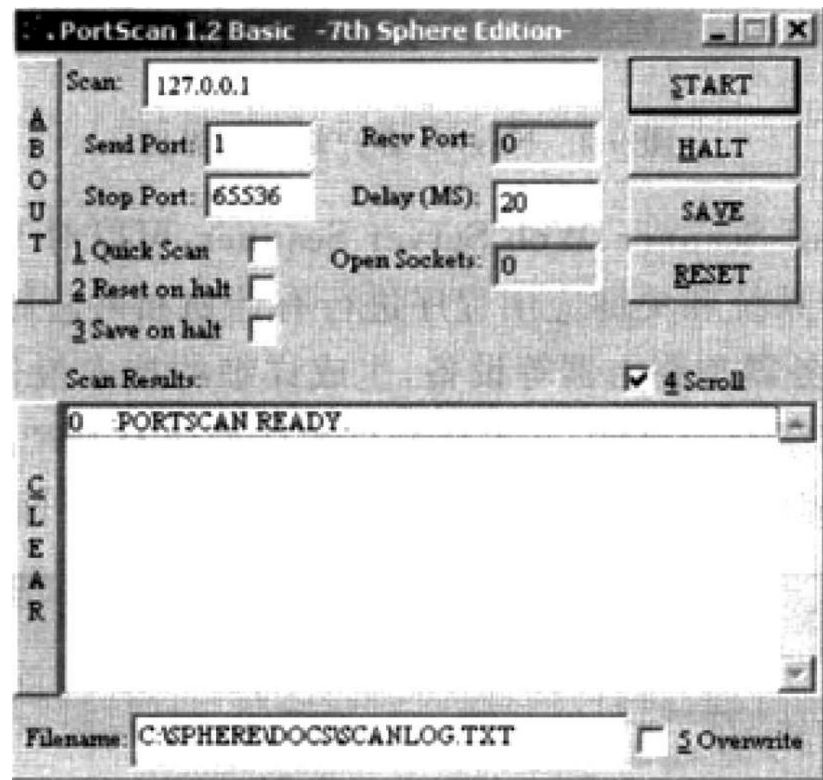 PortScan 1.2 Basic -7th Sphere Edition-
ABOUT
Scan: 127.0.0.1
START
Send Port: 1
Recv Port: 0
HALT
Stop Port: 65536
Delay (MS): 20
SAVE
1 Quick Scan
Open Sockets: 0
RESET
2 Reset on halt
3 Save on halt
Scan Results:
4 Scroll
0 :PORTSCAN READY.
CLEAR
Filename: C:\SPHERE\DOCS\SCANLOG.TXT
5 Overwrite